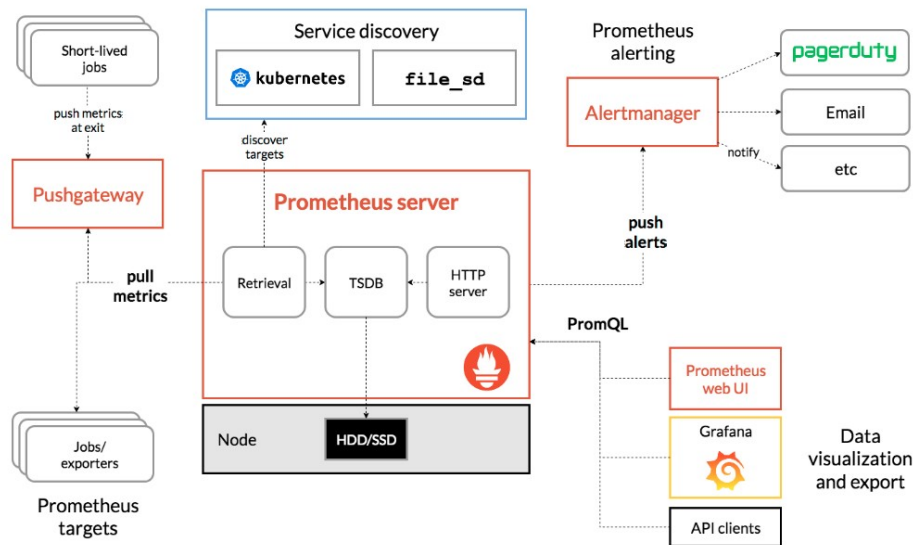 Short-lived
jobs
push metrics
at exit
Pushgateway
Service discovery
kubernetes
file_sd
discover
targets
Prometheus
alerting
Alertmanager
pagerduty
Email
notify
etc
Prometheus server
push
alerts
pull
metrics
Retrieval
TSDB
HTTP
server
PromQL
Node
HDD/SSD
Jobs/
exporters
Prometheus
targets
Prometheus
web UI
Grafana
API clients
Data
visualization
and export